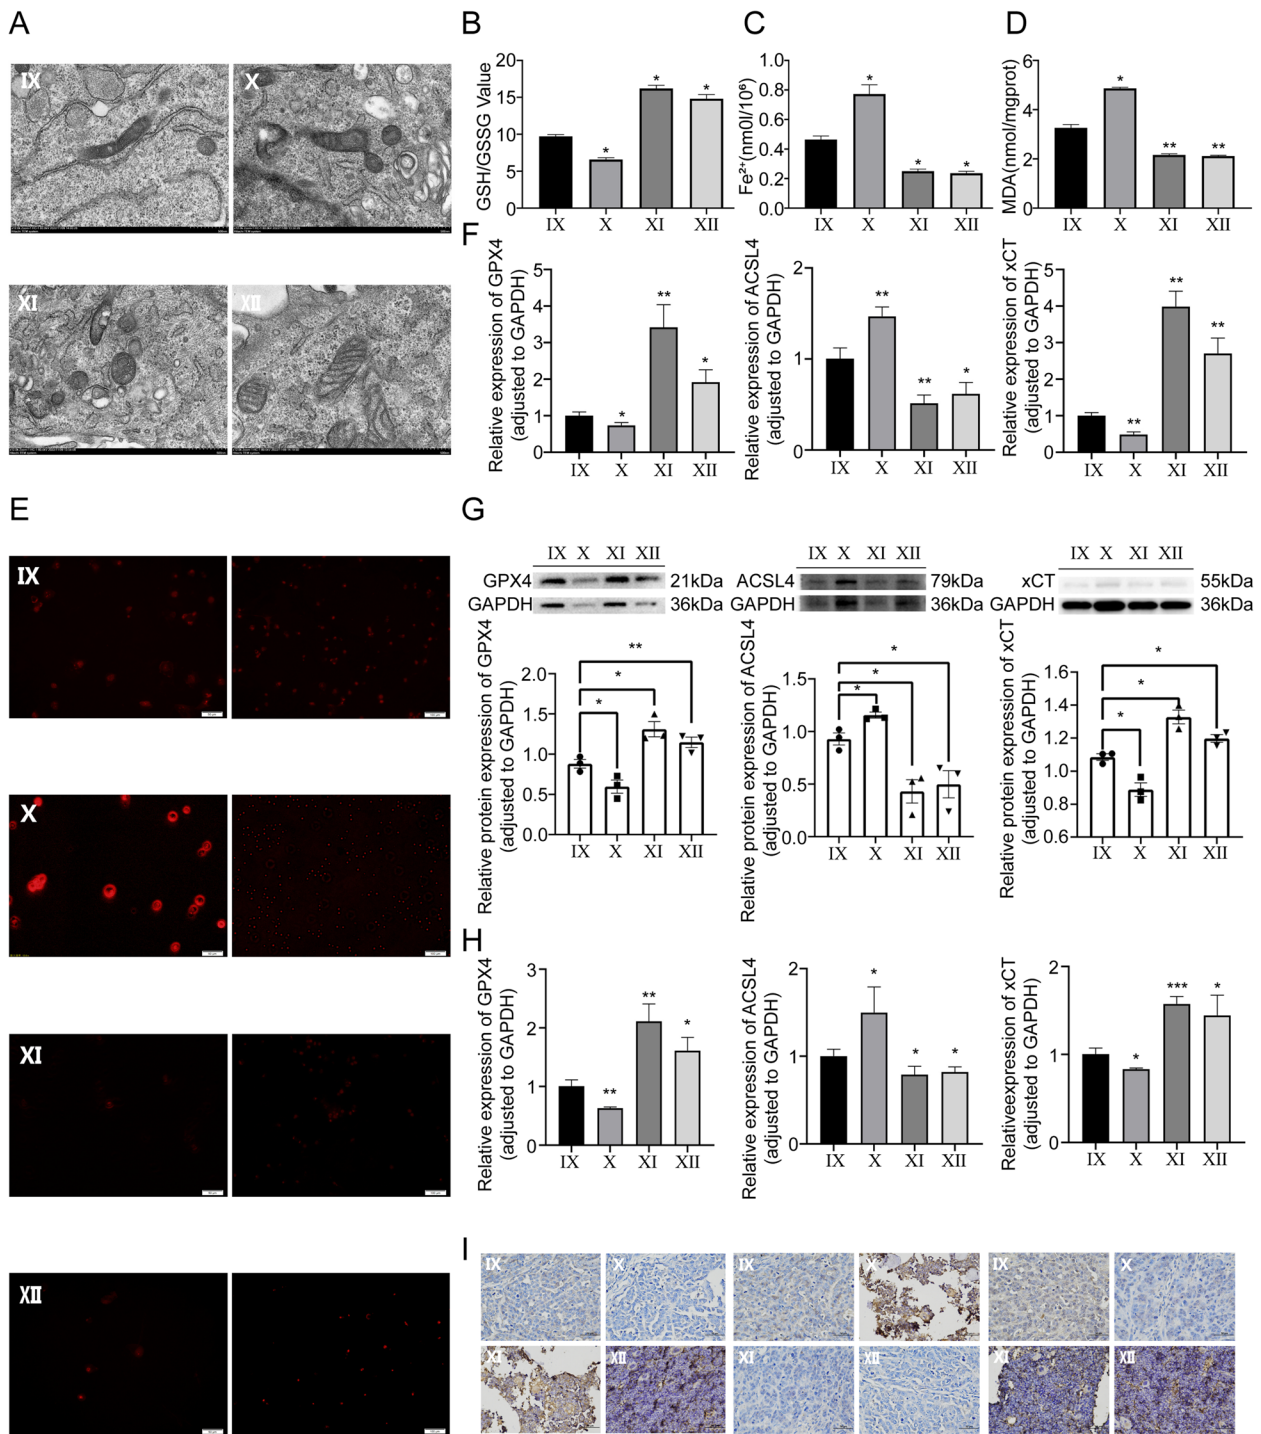 A
IX
X
XI
XII
B
GSH/GSSG Value
20
15
10
5
0
*
*
*
*
IX X XI XII
C
Fe²⁺(nm0l/10⁶)
1.0
0.8
0.6
0.4
0.2
0.0
*
*
*
*
IX X XI XII
D
MDA(nmol/mgprot)
6
4
2
0
*
**
**
IX X XI XII
F
Relative expression of GPX4
(adjusted to GAPDH)
5
4
3
2
1
0
*
**
*
IX X XI XII
Relative expression of ACSL4
(adjusted to GAPDH)
2
1
0
**
**
*
IX X XI XII
Relative expression of xCT
(adjusted to GAPDH)
5
4
3
2
1
0
**
**
**
IX X XI XII
E
IX
X
XI
XII
G
IX X XI XII
GPX4 21kDa
GAPDH 36kDa
IX X XI XII
ACSL4 79kDa
GAPDH 36kDa
IX X XI XII
xCT 55kDa
GAPDH 36kDa
Relative protein expression of GPX4
(adjusted to GAPDH)
2.0
1.5
1.0
0.5
0.0
**
*
*
IX X XI XII
Relative protein expression of ACSL4
(adjusted to GAPDH)
1.5
1.0
0.5
0.0
*
*
*
IX X XI XII
Relative protein expression of xCT
(adjusted to GAPDH)
1.6
1.4
1.2
1.0
0.8
0.6
*
*
*
IX X XI XII
H
Relative expression of GPX4
(adjusted to GAPDH)
3
2
1
0
**
**
*
IX X XI XII
Relative expression of ACSL4
(adjusted to GAPDH)
2
1
0
*
*
*
IX X XI XII
Relativeexpression of xCT
(adjusted to GAPDH)
2
1
0
*
***
*
IX X XI XII
I
IX X IX X IX X
XI XII XI XII XI XII